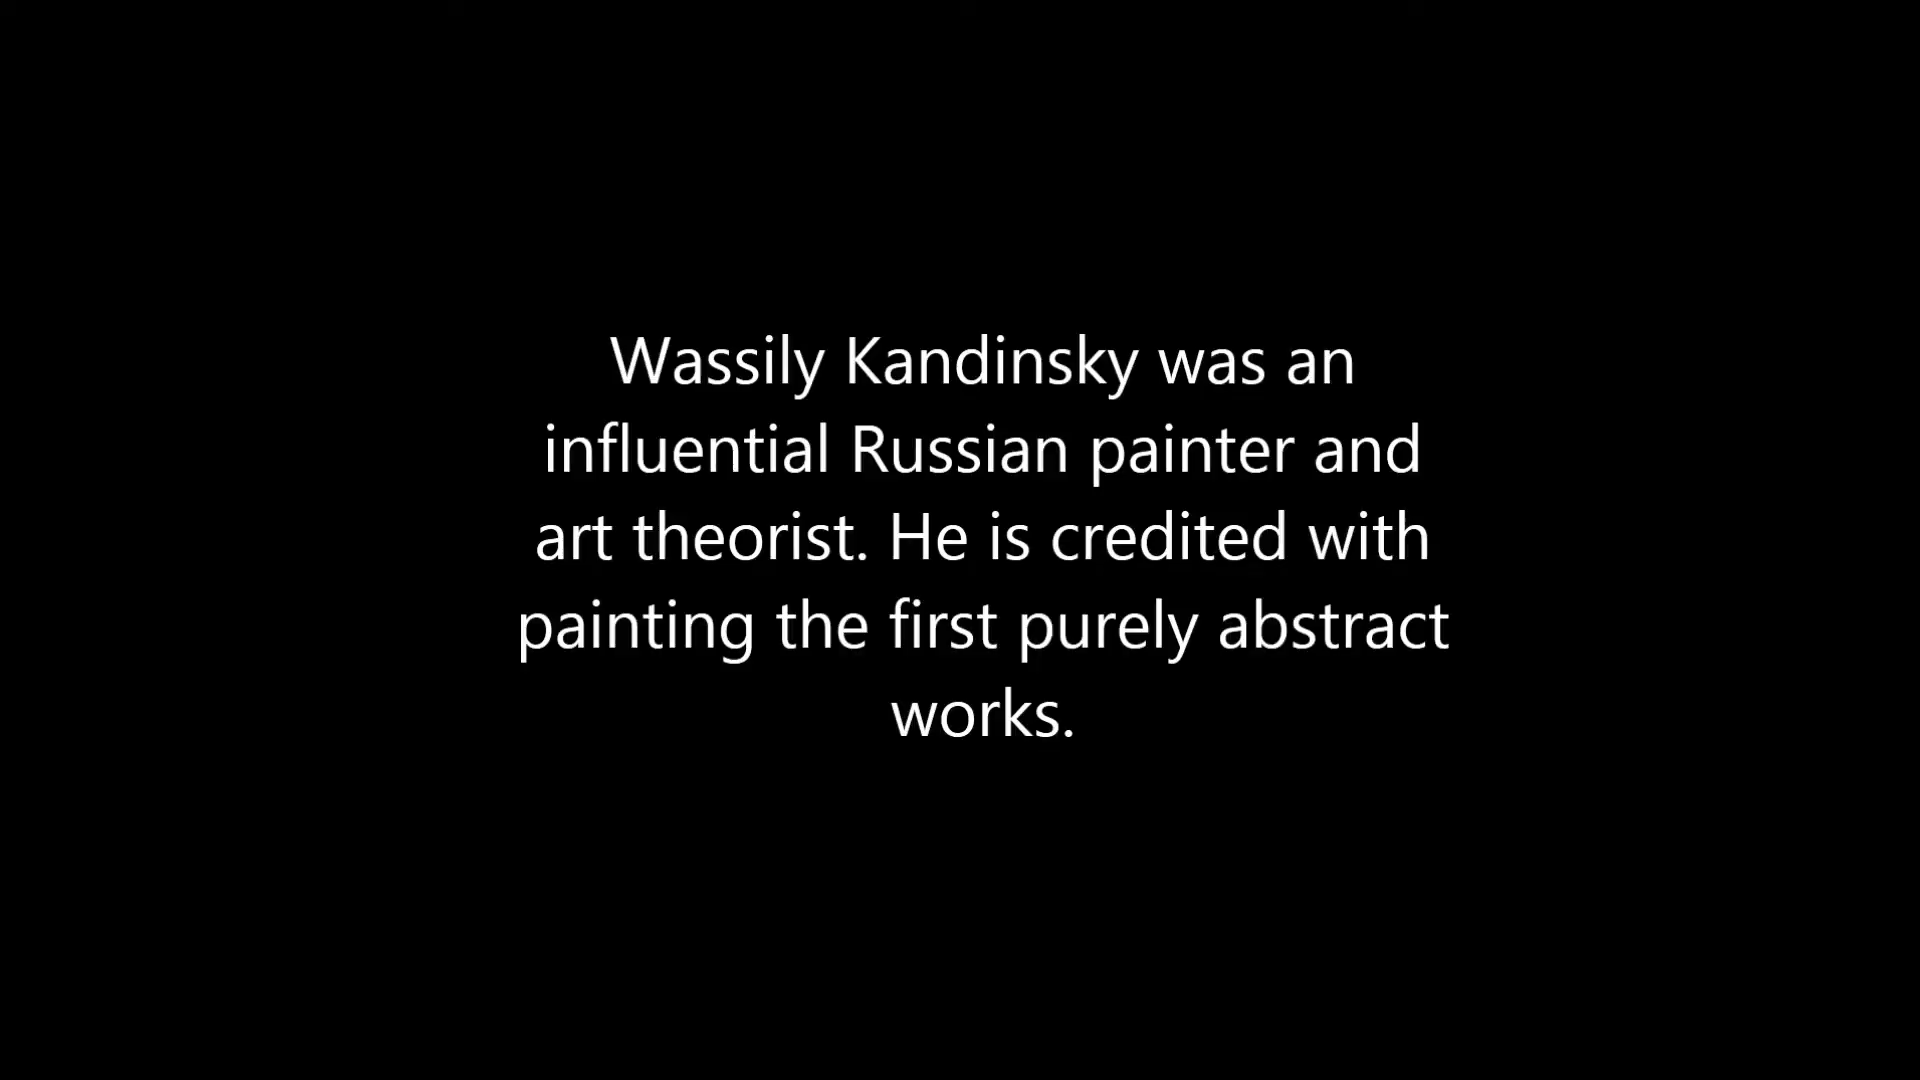 Wassily Kandinsky was an
influential Russian painter and
art theorist. He is credited with
painting the first purely abstract
works.